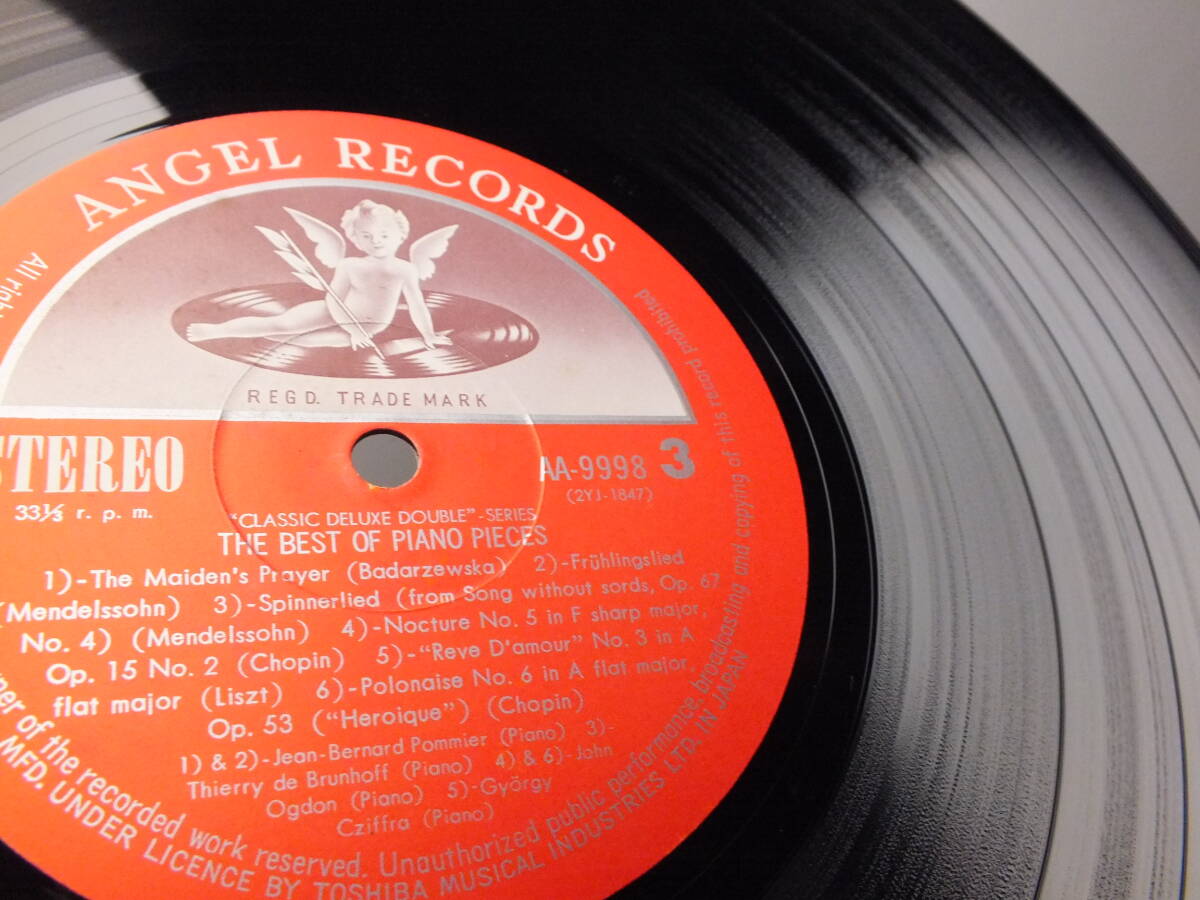 ANGEL RECORDS
REGD. TRADE MARK
STEREO
33⅓ r. p. m.
AA-9998 3
(2YJ-1847)
"CLASSIC DELUXE DOUBLE"-SERIES
THE BEST OF PIANO PIECES
1)-The Maiden's Prayer (Badarzewska) 2)-Frühlingslied
(Mendelssohn) 3)-Spinnerlied (from Song without sords, Op. 67
No. 4) (Mendelssohn) 4)-Nocture No. 5 in F sharp major,
Op. 15 No. 2 (Chopin) 5)-"Reve D'amour" No. 3 in A
flat major (Liszt) 6)-Polonaise No. 6 in A flat major,
Op. 53 ("Heroique") (Chopin)
1) & 2)-Jean-Bernard Pommier (Piano) 3)-
Thierry de Brunhoff (Piano) 4) & 6)-John
Ogdon (Piano) 5)-György
Cziffra (Piano)
All
of the recorded work reserved. Unauthorized public performance, broadcasting and copying of this record prohibited
MFD. UNDER LICENCE BY TOSHIBA MUSICAL INDUSTRIES LTD. IN JAPAN